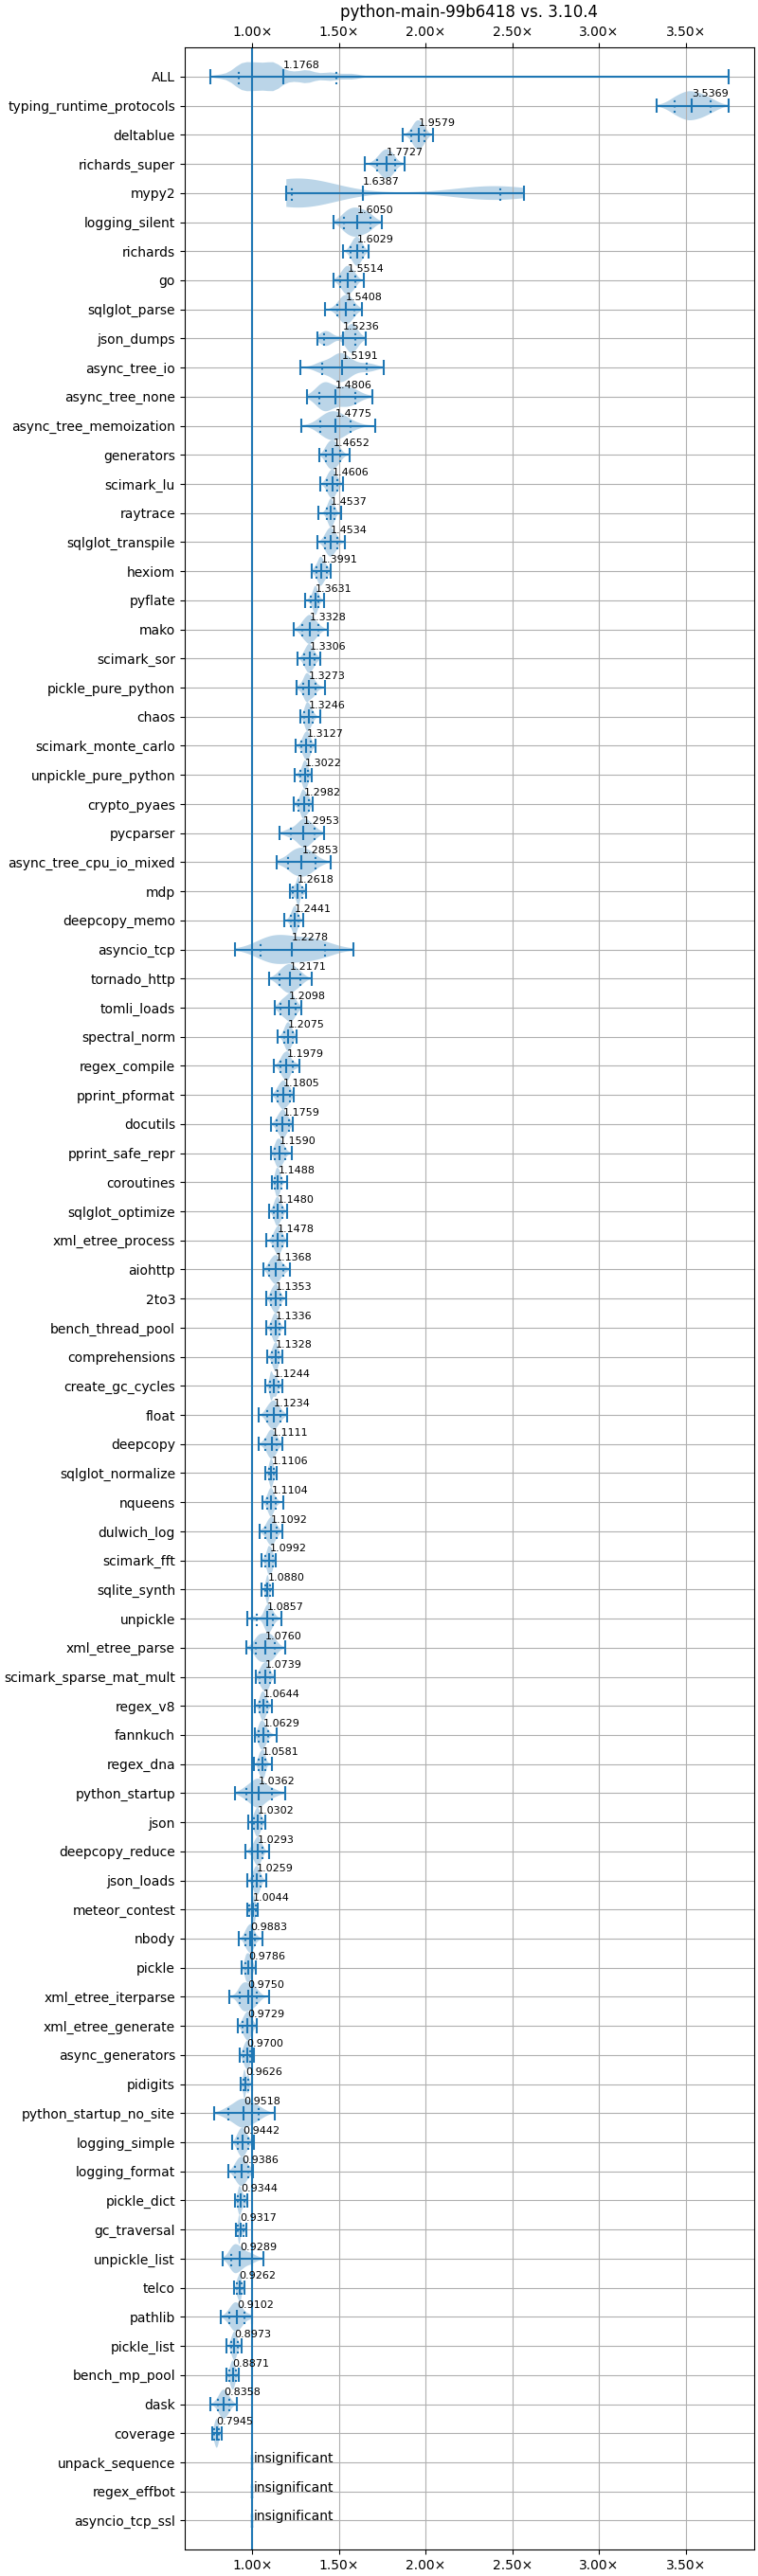 python-main-99b6418 vs. 3.10.4
1.00× 1.50× 2.00× 2.50× 3.00× 3.50×
ALL 1.1768
typing_runtime_protocols 3.5369
deltablue 1.9579
richards_super 1.7727
mypy2 1.6387
logging_silent 1.6050
richards 1.6029
go 1.5514
sqlglot_parse 1.5408
json_dumps 1.5236
async_tree_io 1.5191
async_tree_none 1.4806
async_tree_memoization 1.4775
generators 1.4652
scimark_lu 1.4606
raytrace 1.4537
sqlglot_transpile 1.4534
hexiom 1.3991
pyflate 1.3631
mako 1.3328
scimark_sor 1.3306
pickle_pure_python 1.3273
chaos 1.3246
scimark_monte_carlo 1.3127
unpickle_pure_python 1.3022
crypto_pyaes 1.2982
pycparser 1.2953
async_tree_cpu_io_mixed 1.2853
mdp 1.2618
deepcopy_memo 1.2441
asyncio_tcp 1.2278
tornado_http 1.2171
tomli_loads 1.2098
spectral_norm 1.2075
regex_compile 1.1979
pprint_pformat 1.1805
docutils 1.1759
pprint_safe_repr 1.1590
coroutines 1.1488
sqlglot_optimize 1.1480
xml_etree_process 1.1478
aiohttp 1.1368
2to3 1.1353
bench_thread_pool 1.1336
comprehensions 1.1328
create_gc_cycles 1.1244
float 1.1234
deepcopy 1.1111
sqlglot_normalize 1.1106
nqueens 1.1104
dulwich_log 1.1092
scimark_fft 1.0992
sqlite_synth 1.0880
unpickle 1.0857
xml_etree_parse 1.0760
scimark_sparse_mat_mult 1.0739
regex_v8 1.0644
fannkuch 1.0629
regex_dna 1.0581
python_startup 1.0362
json 1.0302
deepcopy_reduce 1.0293
json_loads 1.0259
meteor_contest 1.0044
nbody 0.9883
pickle 0.9786
xml_etree_iterparse 0.9750
xml_etree_generate 0.9729
async_generators 0.9700
pidigits 0.9626
python_startup_no_site 0.9518
logging_simple 0.9442
logging_format 0.9386
pickle_dict 0.9344
gc_traversal 0.9317
unpickle_list 0.9289
telco 0.9262
pathlib 0.9102
pickle_list 0.8973
bench_mp_pool 0.8871
dask 0.8358
coverage 0.7945
unpack_sequence insignificant
regex_effbot insignificant
asyncio_tcp_ssl insignificant
1.00× 1.50× 2.00× 2.50× 3.00× 3.50×